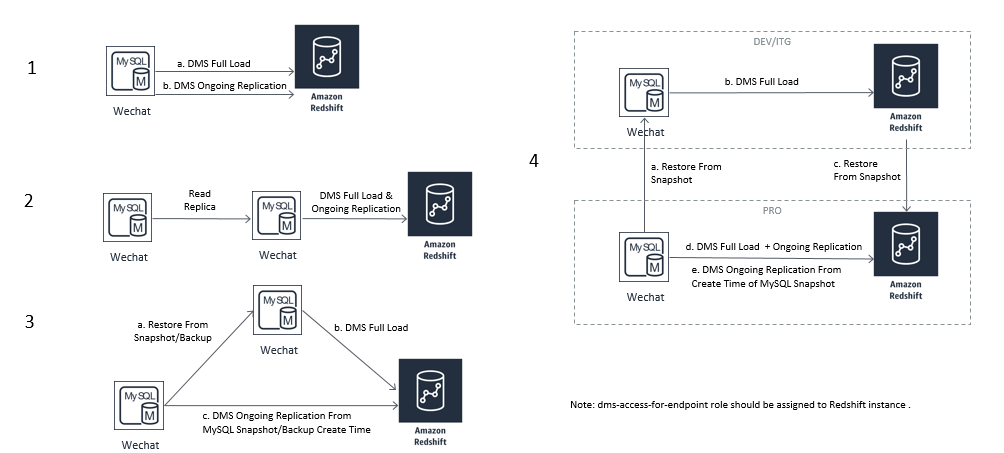 1
MySQL
M
Wechat
a. DMS Full Load
b. DMS Ongoing Replication
Amazon
Redshift
2
MySQL
M
Wechat
Read
Replica
MySQL
M
Wechat
DMS Full Load &
Ongoing Replication
Amazon
Redshift
3
MySQL
M
Wechat
a. Restore From
Snapshot/Backup
b. DMS Full Load
MySQL
M
Wechat
c. DMS Ongoing Replication From
MySQL Snapshot/Backup Create Time
Amazon
Redshift
4
DEV/ITG
MySQL
M
Wechat
b. DMS Full Load
Amazon
Redshift
a. Restore From
Snapshot
c. Restore
From Snapshot
PRO
MySQL
M
Wechat
d. DMS Full Load + Ongoing Replication
e. DMS Ongoing Replication From
Create Time of MySQL Snapshot
Amazon
Redshift
Note: dms-access-for-endpoint role should be assigned to Redshift instance .